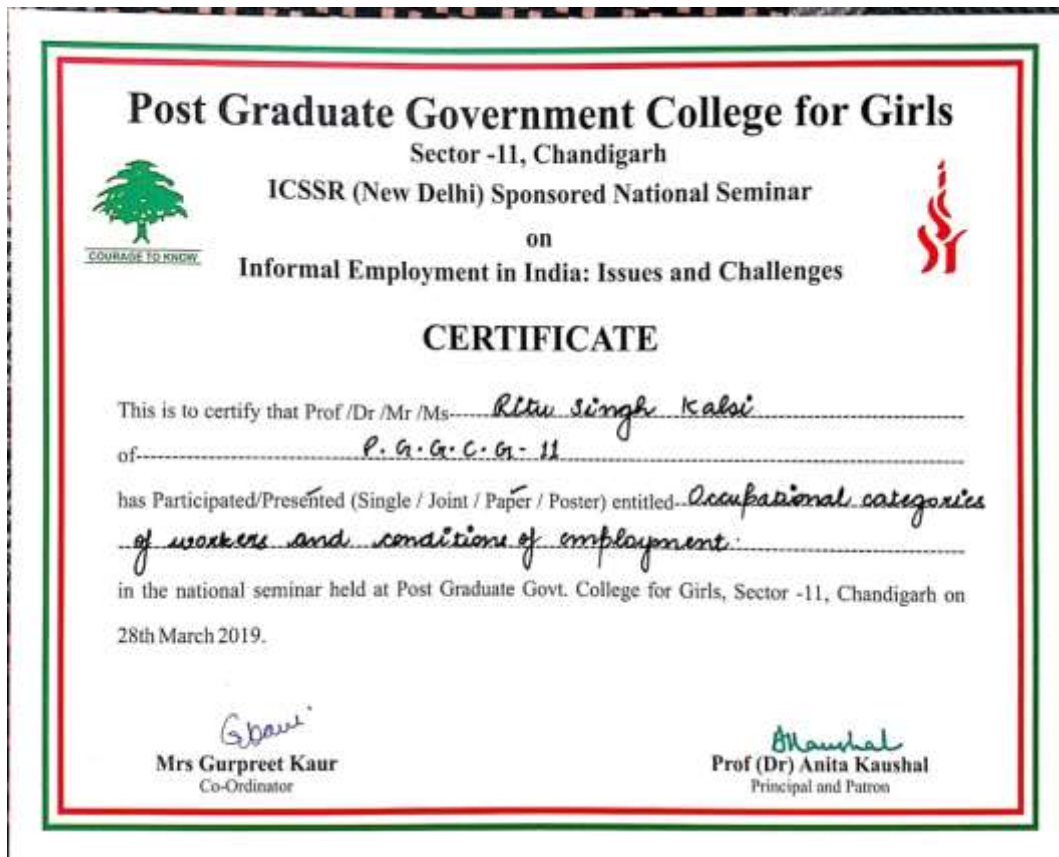 Post Graduate Government College for Girls
Sector -11, Chandigarh
ICSSR (New Delhi) Sponsored National Seminar
on
Informal Employment in India: Issues and Challenges
COURAGE TO KNOW
CERTIFICATE
This is to certify that Prof /Dr /Mr /Ms Ritu Singh Kalsi
of P.G.G.C.G-11
has Participated/Presented (Single / Joint / Paper / Poster) entitled Occupational categories
of workers and conditions of employment.
in the national seminar held at Post Graduate Govt. College for Girls, Sector -11, Chandigarh on
28th March 2019.
Mrs Gurpreet Kaur
Co-Ordinator
AKaushal
Prof (Dr) Anita Kaushal
Principal and Patron